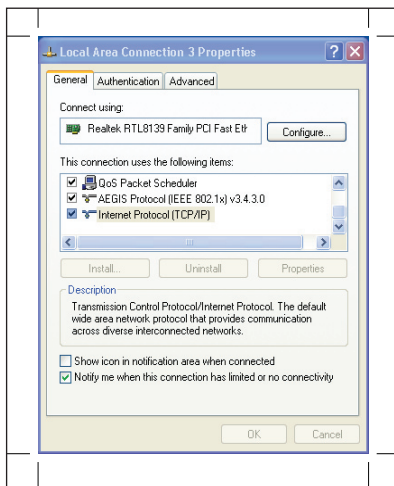 Local Area Connection 3 Properties
General Authentication Advanced
Connect using:
Realtek RTL8139 Family PCI Fast Eth
Configure...
This connection uses the following items:
QoS Packet Scheduler
AEGIS Protocol (IEEE 802.1x) v3.4.3.0
Internet Protocol (TCP/IP)
Install... Uninstall Properties
Description
Transmission Control Protocol/Internet Protocol. The default
wide area network protocol that provides communication
across diverse interconnected networks.
Show icon in notification area when connected
Notify me when this connection has limited or no connectivity
OK Cancel